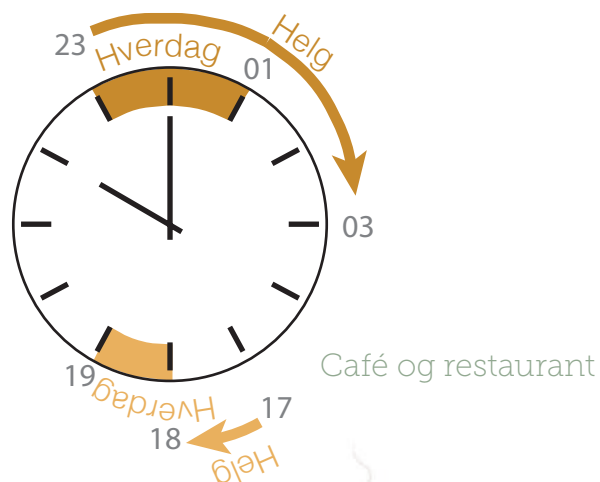 Helg
23
Hverdag
01
03
Café og restaurant
19
Hverdag
17
18
Helg